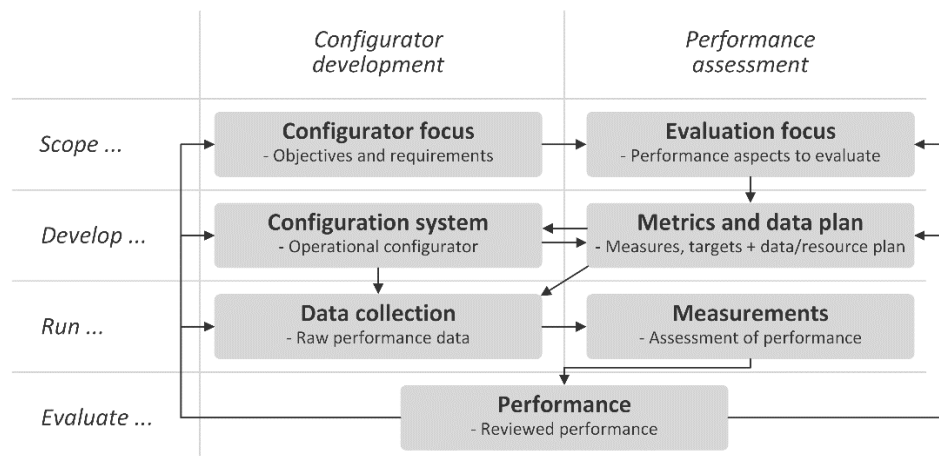 Configurator
development
Performance
assessment
Scope ...
Configurator focus
- Objectives and requirements
Evaluation focus
- Performance aspects to evaluate
Develop ...
Configuration system
- Operational configurator
Metrics and data plan
- Measures, targets + data/resource plan
Run ...
Data collection
- Raw performance data
Measurements
- Assessment of performance
Evaluate ...
Performance
- Reviewed performance